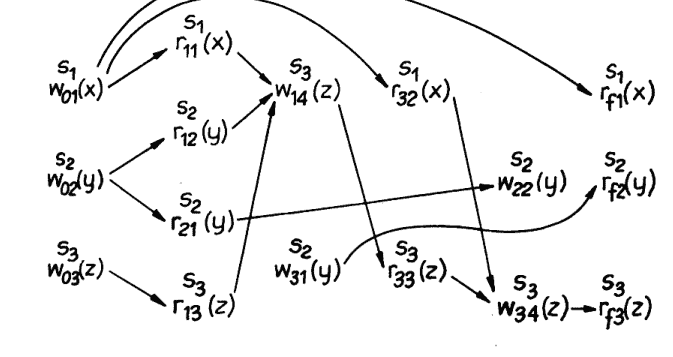 S1
w01(x)
S1
r11(x)
S3
w14(z)
S1
r32(x)
S1
rf1(x)
S2
r12(y)
S2
w02(y)
S2
r21(y)
S2
w22(y)
S2
rf2(y)
S3
w03(z)
S3
r13(z)
S2
w31(y)
S3
r33(z)
S3
w34(z)
S3
rf3(z)